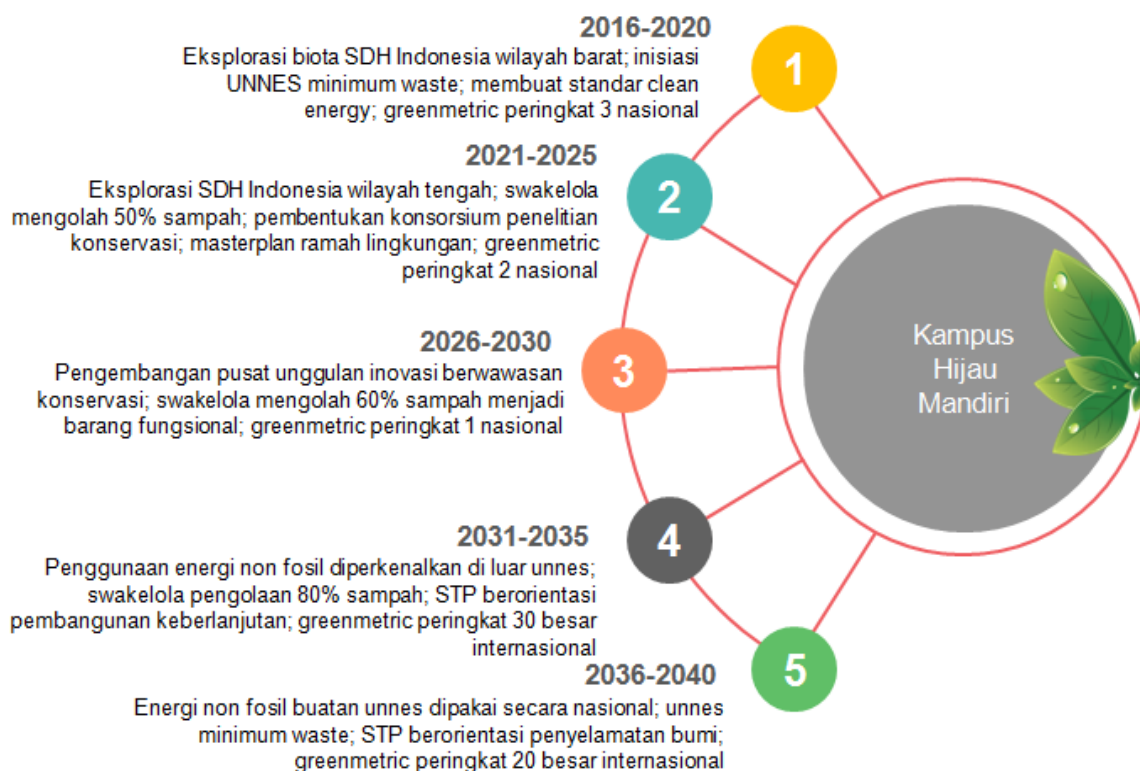 2016-2020
Eksplorasi biota SDH Indonesia wilayah barat; inisiasi
UNNES minimum waste; membuat standar clean
energy; greenmetric peringkat 3 nasional
1
2021-2025
Eksplorasi SDH Indonesia wilayah tengah; swakelola
mengolah 50% sampah; pembentukan konsorsium penelitian
konservasi; masterplan ramah lingkungan; greenmetric
peringkat 2 nasional
2
2026-2030
Pengembangan pusat unggulan inovasi berwawasan
konservasi; swakelola mengolah 60% sampah menjadi
barang fungsional; greenmetric peringkat 1 nasional
3
2031-2035
Penggunaan energi non fosil diperkenalkan di luar unnes;
swakelola pengolaan 80% sampah; STP berorientasi
pembangunan keberlanjutan; greenmetric peringkat 30 besar
internasional
4
2036-2040
Energi non fosil buatan unnes dipakai secara nasional; unnes
minimum waste; STP berorientasi penyelamatan bumi;
greenmetric peringkat 20 besar internasional
5
Kampus
Hijau
Mandiri